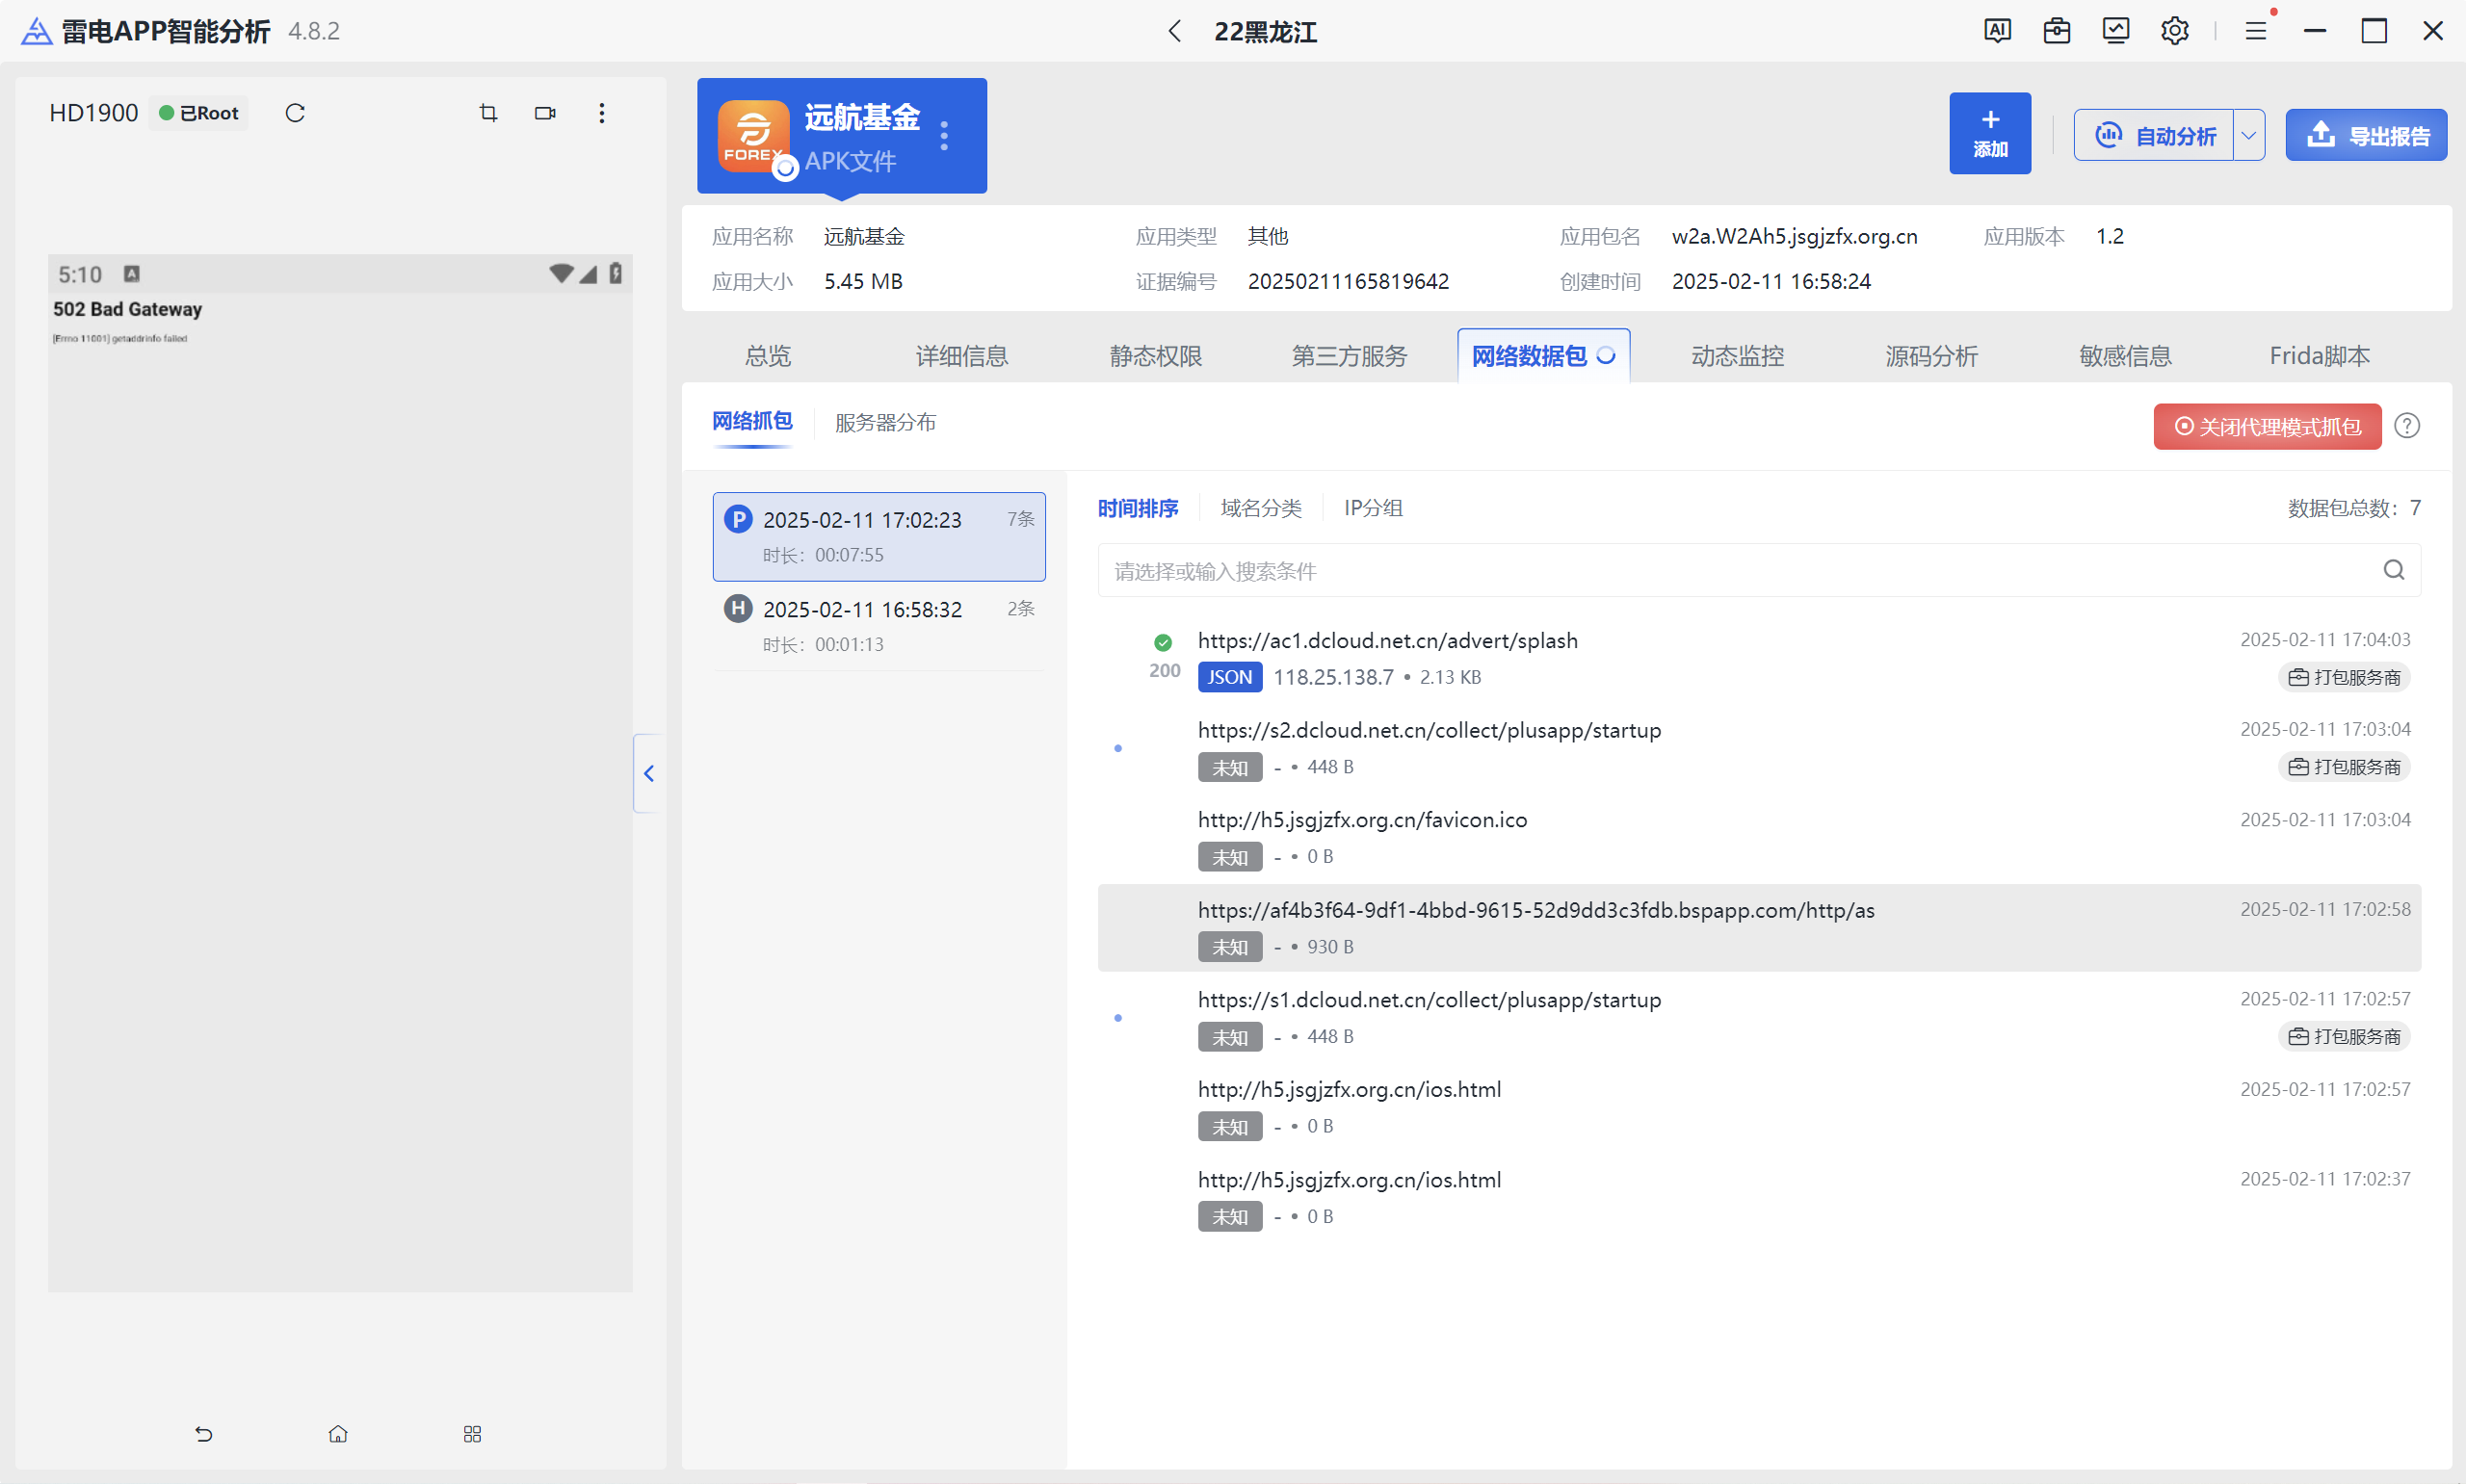 雷电APP智能分析 4.8.2
22黑龙江
AI
HD1900 已Root
5:10 A
502 Bad Gateway
[Errno 11001] getaddrinfo failed
FOREX
远航基金
APK文件
添加
自动分析
导出报告
应用名称 远航基金 应用类型 其他 应用包名 w2a.W2Ah5.jsgjzfx.org.cn 应用版本 1.2
应用大小 5.45 MB 证据编号 20250211165819642 创建时间 2025-02-11 16:58:24
总览 详细信息 静态权限 第三方服务 网络数据包 动态监控 源码分析 敏感信息 Frida脚本
网络抓包 服务器分布
关闭代理模式抓包 ?
P 2025-02-11 17:02:23 7条
时长：00:07:55
H 2025-02-11 16:58:32 2条
时长：00:01:13
时间排序 域名分类 IP分组 数据包总数：7
请选择或输入搜索条件
https://ac1.dcloud.net.cn/advert/splash 2025-02-11 17:04:03
200 JSON 118.25.138.7 • 2.13 KB 打包服务商
https://s2.dcloud.net.cn/collect/plusapp/startup 2025-02-11 17:03:04
未知 - • 448 B 打包服务商
http://h5.jsgjzfx.org.cn/favicon.ico 2025-02-11 17:03:04
未知 - • 0 B
https://af4b3f64-9df1-4bbd-9615-52d9dd3c3fdb.bspapp.com/http/as 2025-02-11 17:02:58
未知 - • 930 B
https://s1.dcloud.net.cn/collect/plusapp/startup 2025-02-11 17:02:57
未知 - • 448 B 打包服务商
http://h5.jsgjzfx.org.cn/ios.html 2025-02-11 17:02:57
未知 - • 0 B
http://h5.jsgjzfx.org.cn/ios.html 2025-02-11 17:02:37
未知 - • 0 B